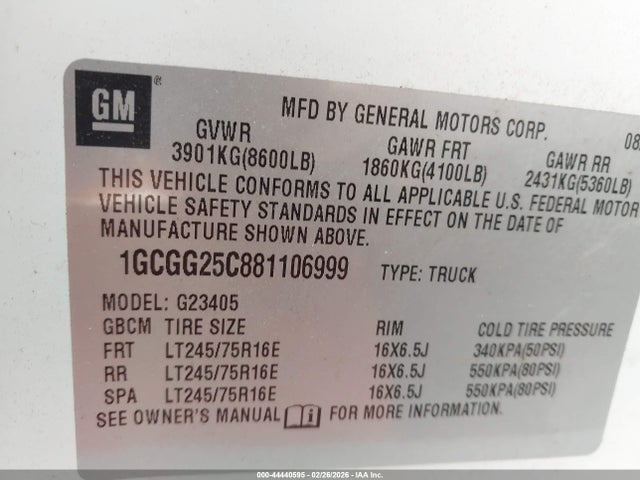 GM ®
MFD BY GENERAL MOTORS CORP.
GVWR GAWR FRT GAWR RR
3901KG(8600LB) 1860KG(4100LB) 2431KG(5360LB)
THIS VEHICLE CONFORMS TO ALL APPLICABLE U.S. FEDERAL MOTOR
VEHICLE SAFETY STANDARDS IN EFFECT ON THE DATE OF
MANUFACTURE SHOWN ABOVE.
1GCGG25C881106999 TYPE: TRUCK
MODEL: G23405
GBCM TIRE SIZE RIM COLD TIRE PRESSURE
FRT LT245/75R16E 16X6.5J 340KPA(50PSI)
RR LT245/75R16E 16X6.5J 550KPA(80PSI)
SPA LT245/75R16E 16X6.5J 550KPA(80PSI)
SEE OWNER'S MANUAL i FOR MORE INFORMATION.
000-44440595 - 02/26/2026 - IAA Inc.